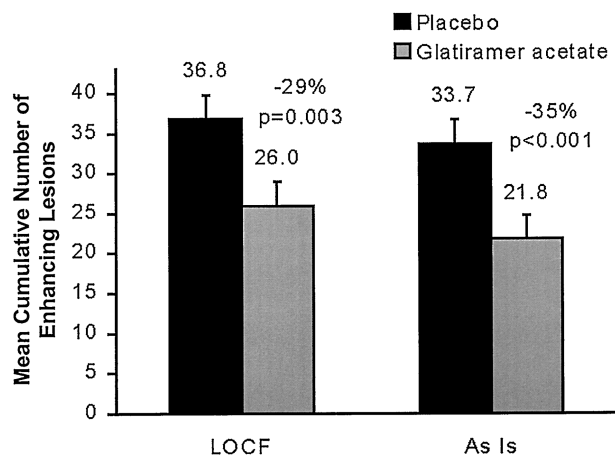 Placebo
Glatiramer acetate
Mean Cumulative Number of
Enhancing Lesions
40
35
30
25
20
15
10
5
0
36.8
-29%
p=0.003
26.0
33.7
-35%
p<0.001
21.8
LOCF
As Is